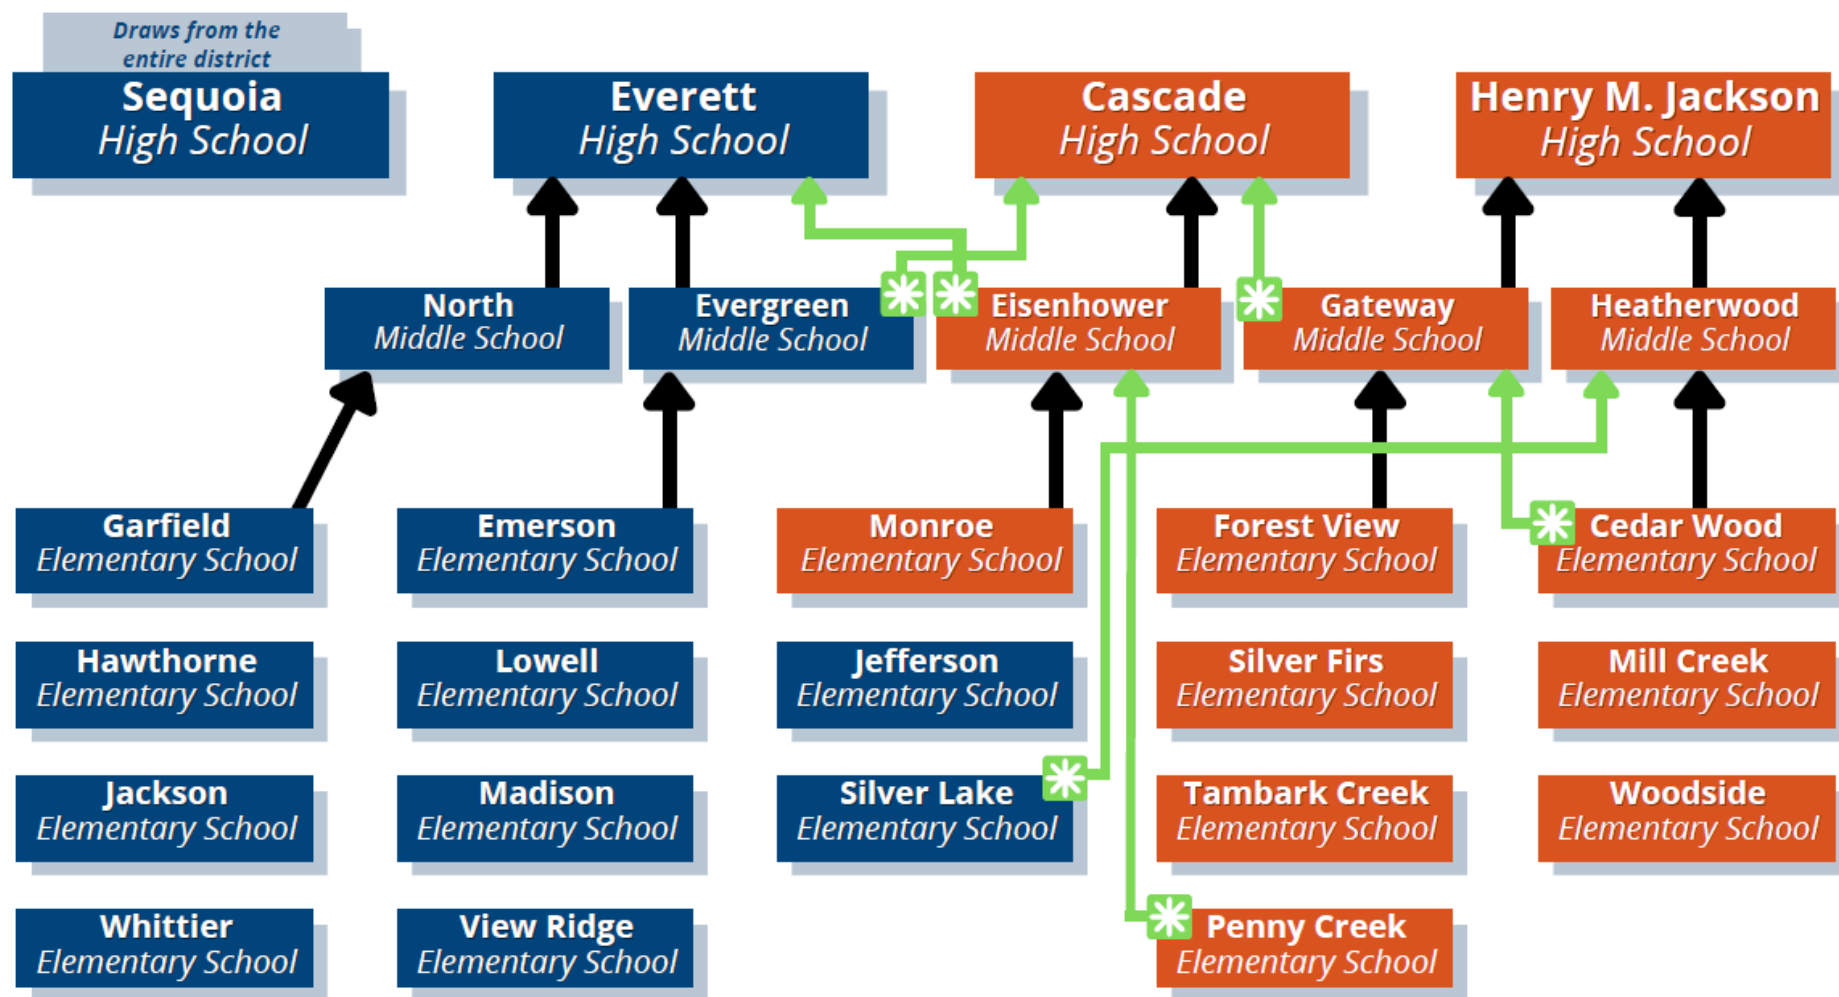 Draws from the
entire district
Sequoia
High School
Everett
High School
Cascade
High School
Henry M. Jackson
High School
North
Middle School
Evergreen
Middle School
Eisenhower
Middle School
Gateway
Middle School
Heatherwood
Middle School
Garfield
Elementary School
Emerson
Elementary School
Monroe
Elementary School
Forest View
Elementary School
Cedar Wood
Elementary School
Hawthorne
Elementary School
Lowell
Elementary School
Jefferson
Elementary School
Silver Firs
Elementary School
Mill Creek
Elementary School
Jackson
Elementary School
Madison
Elementary School
Silver Lake
Elementary School
Tambark Creek
Elementary School
Woodside
Elementary School
Whittier
Elementary School
View Ridge
Elementary School
Penny Creek
Elementary School